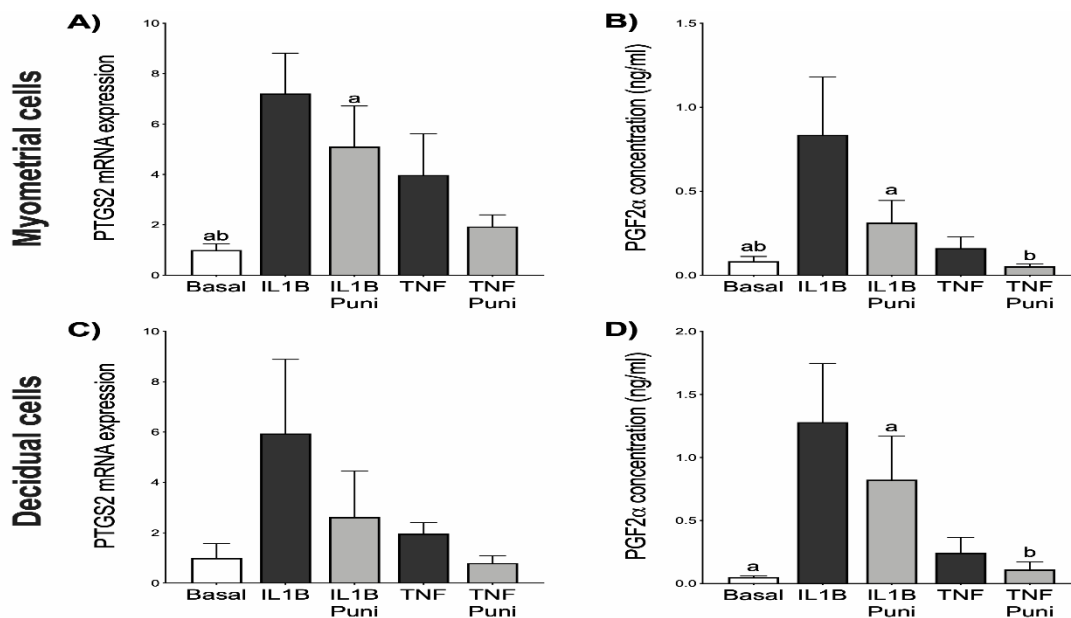 Myometrial cells
A)
PTGS2 mRNA expression
10
8
6
4
2
0
ab
a
Basal IL1B IL1B TNF TNF
Puni Puni
B)
PGF2α concentration (ng/ml)
1.5
1.0
0.5
0.0
ab
a
b
Basal IL1B IL1B TNF TNF
Puni Puni
Decidual cells
C)
PTGS2 mRNA expression
10
8
6
4
2
0
Basal IL1B IL1B TNF TNF
Puni Puni
D)
PGF2α concentration (ng/ml)
2.0
1.5
1.0
0.5
0.0
a
a
b
Basal IL1B IL1B TNF TNF
Puni Puni